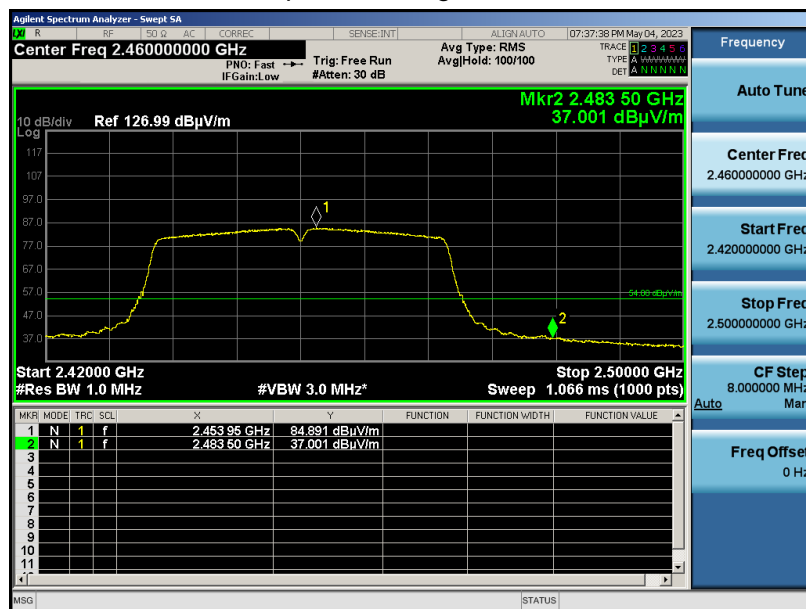 Agilent Spectrum Analyzer - Swept SA
LXI R RF 50 Ω AC CORREC SENSE:INT ALIGN AUTO 07:37:38 PM May 04, 2023
Center Freq 2.460000000 GHz
PNO: Fast
IFGain:Low
Trig: Free Run
#Atten: 30 dB
Avg Type: RMS
Avg|Hold: 100/100
TRACE 1 2 3 4 5 6
TYPE A WWWWW
DET A N N N N N
Mkr2 2.483 50 GHz
37.001 dBµV/m
10 dB/div Ref 126.99 dBµV/m
Log
117
107
97.0
87.0
77.0
67.0
57.0
47.0
37.0
1
54.00 dBµV/m
2
Start 2.42000 GHz Stop 2.50000 GHz
#Res BW 1.0 MHz #VBW 3.0 MHz* Sweep 1.066 ms (1000 pts)
MKR MODE TRC SCL X Y FUNCTION FUNCTION WIDTH FUNCTION VALUE
1 N 1 f 2.453 95 GHz 84.891 dBµV/m
2 N 1 f 2.483 50 GHz 37.001 dBµV/m
3
4
5
6
7
8
9
10
11
MSG STATUS
Frequency
Auto Tune
Center Freq
2.460000000 GHz
Start Freq
2.420000000 GHz
Stop Freq
2.500000000 GHz
CF Step
8.000000 MHz
Auto Man
Freq Offset
0 Hz